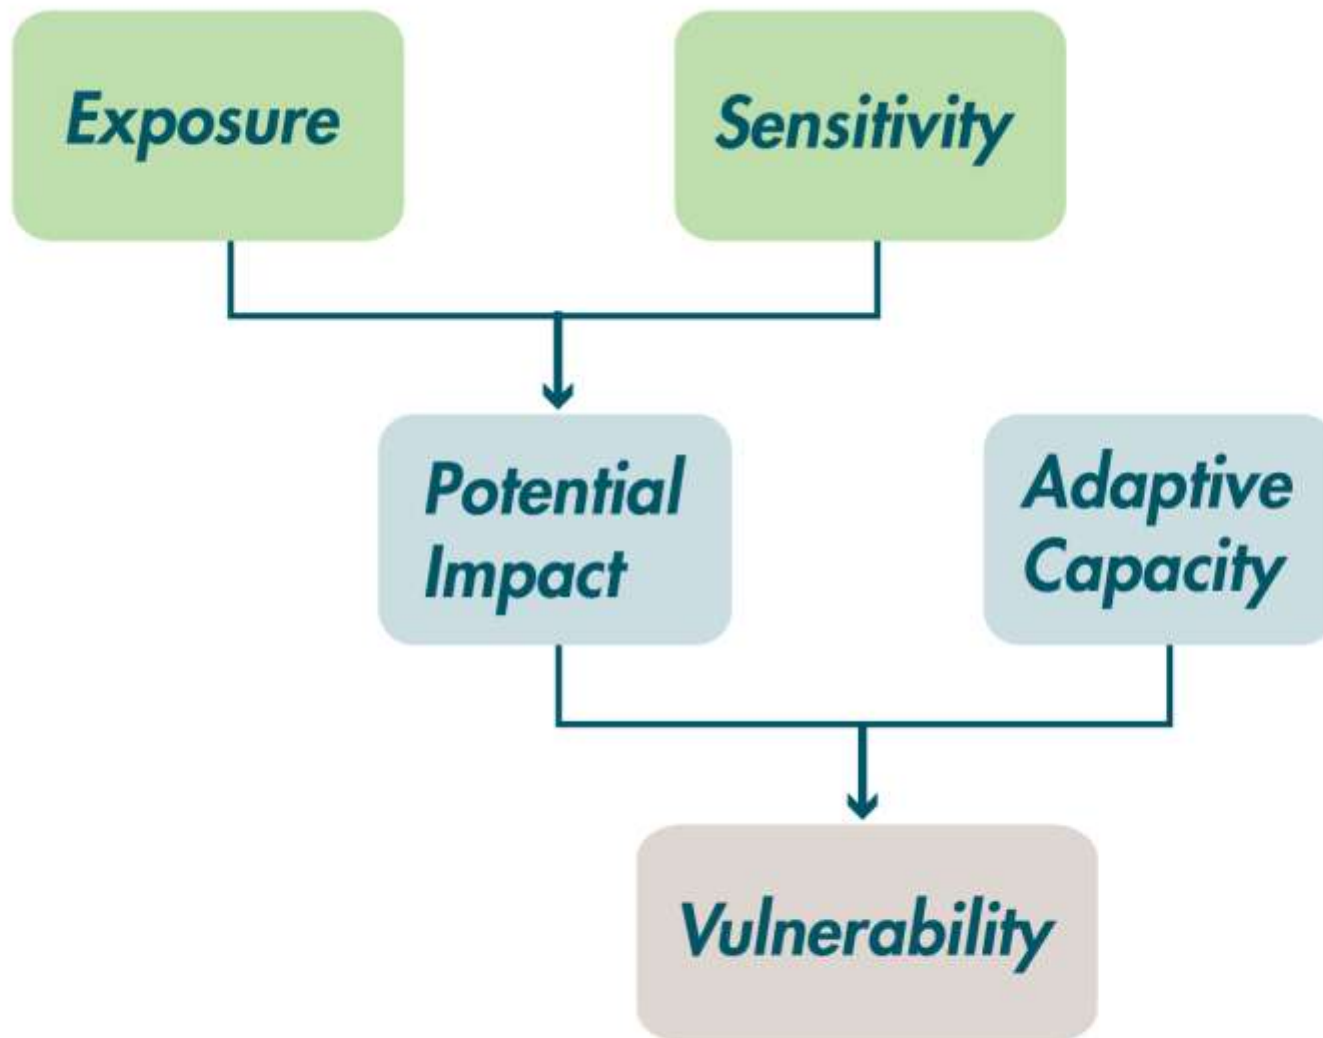 Exposure
Sensitivity
Potential
Impact
Adaptive
Capacity
Vulnerability